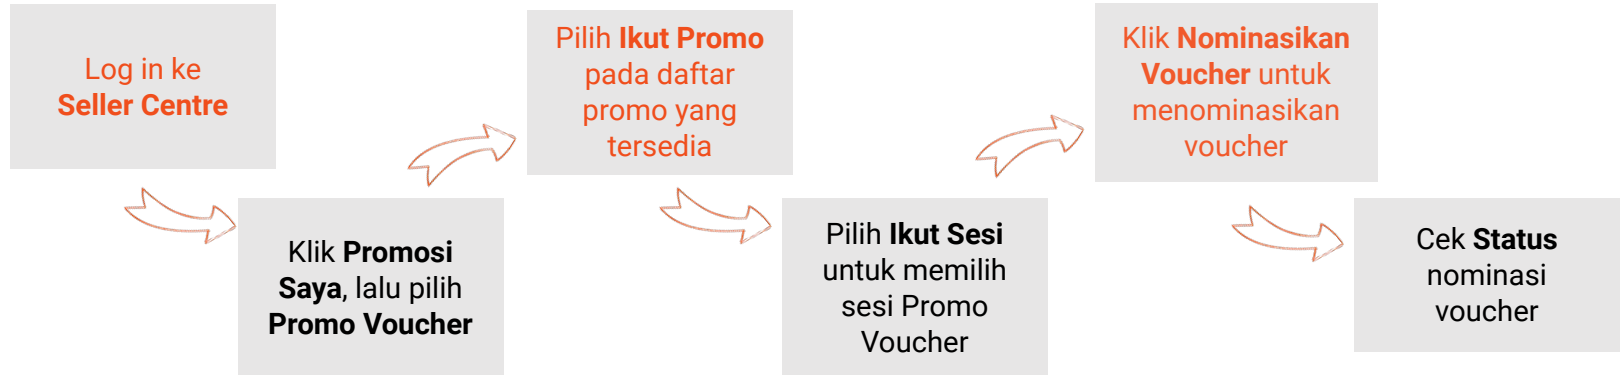 Log in ke
Seller Centre
Klik Promosi
Saya, lalu pilih
Promo Voucher
Pilih Ikut Promo
pada daftar
promo yang
tersedia
Pilih Ikut Sesi
untuk memilih
sesi Promo
Voucher
Klik Nominasikan
Voucher untuk
menominasikan
voucher
Cek Status
nominasi
voucher